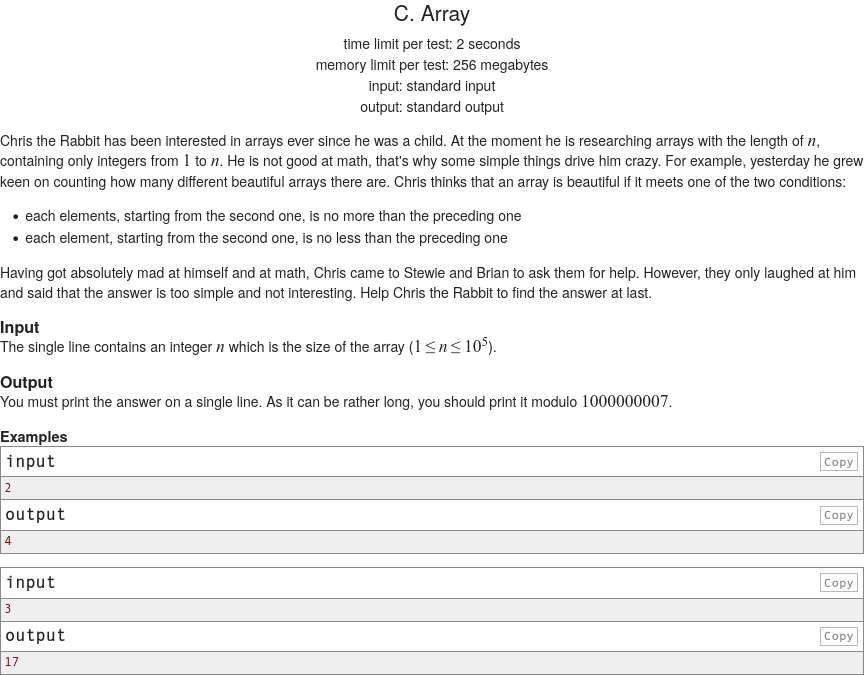 C. Array
time limit per test: 2 seconds
memory limit per test: 256 megabytes
input: standard input
output: standard output
Chris the Rabbit has been interested in arrays ever since he was a child. At the moment he is researching arrays with the length of n,
containing only integers from 1 to n. He is not good at math, that's why some simple things drive him crazy. For example, yesterday he grew
keen on counting how many different beautiful arrays there are. Chris thinks that an array is beautiful if it meets one of the two conditions:
• each elements, starting from the second one, is no more than the preceding one
• each element, starting from the second one, is no less than the preceding one
Having got absolutely mad at himself and at math, Chris came to Stewie and Brian to ask them for help. However, they only laughed at him
and said that the answer is too simple and not interesting. Help Chris the Rabbit to find the answer at last.
Input
The single line contains an integer n which is the size of the array (1 ≤ n ≤ 10⁵).
Output
You must print the answer on a single line. As it can be rather long, you should print it modulo 1000000007.
Examples
input Copy
2
output Copy
4
input Copy
3
output Copy
17